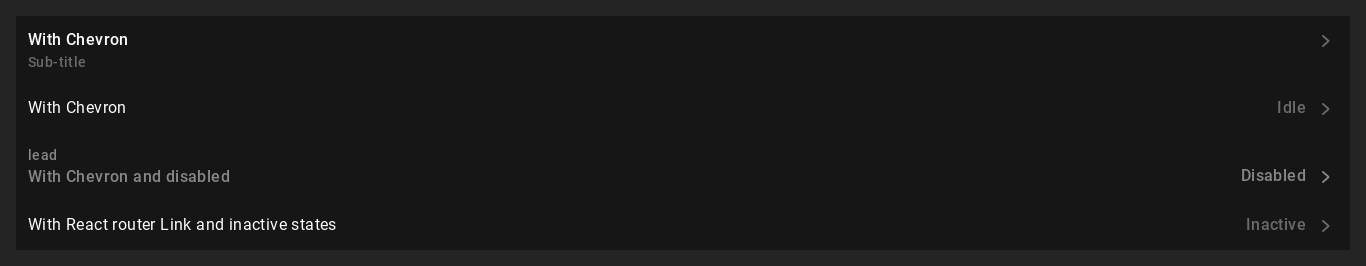 With Chevron
Sub-title
With Chevron Idle
lead
With Chevron and disabled Disabled
With React router Link and inactive states Inactive